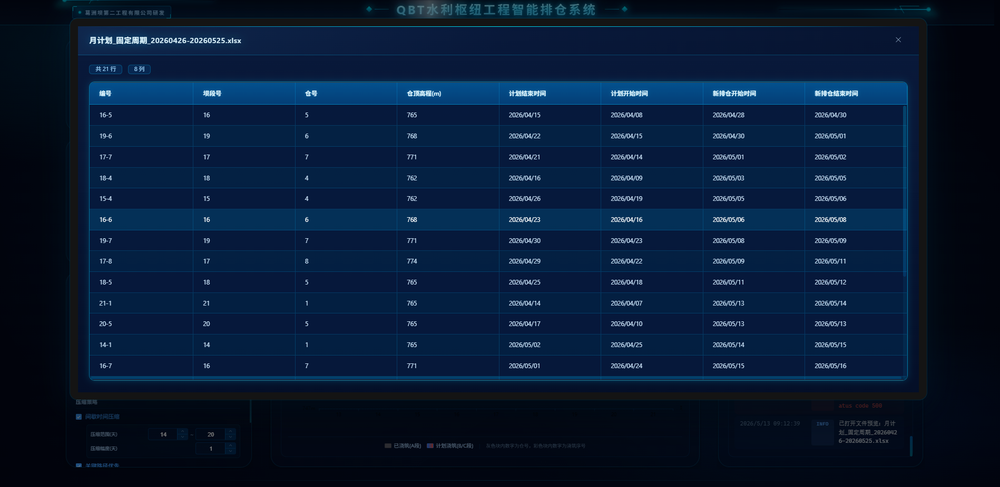 葛洲坝第二工程有限公司研发
QBT水利枢纽工程智能排仓系统
月计划_固定周期_20260426-20260525.xlsx
共 21 行 8 列
编号 坝段号 仓号 仓顶高程(m) 计划结束时间 计划开始时间 新排仓开始时间 新排仓结束时间
16-5 16 5 765 2026/04/15 2026/04/08 2026/04/28 2026/04/30
19-6 19 6 768 2026/04/22 2026/04/15 2026/04/30 2026/05/01
17-7 17 7 771 2026/04/21 2026/04/14 2026/05/01 2026/05/02
18-4 18 4 762 2026/04/16 2026/04/09 2026/05/03 2026/05/05
15-4 15 4 762 2026/04/26 2026/04/19 2026/05/05 2026/05/06
16-6 16 6 768 2026/04/23 2026/04/16 2026/05/06 2026/05/08
19-7 19 7 771 2026/04/30 2026/04/23 2026/05/08 2026/05/09
17-8 17 8 774 2026/04/29 2026/04/22 2026/05/09 2026/05/11
18-5 18 5 765 2026/04/25 2026/04/18 2026/05/11 2026/05/12
21-1 21 1 765 2026/04/14 2026/04/07 2026/05/13 2026/05/14
20-5 20 5 765 2026/04/17 2026/04/10 2026/05/13 2026/05/13
14-1 14 1 765 2026/05/02 2026/04/25 2026/05/14 2026/05/15
16-7 16 7 771 2026/05/01 2026/04/24 2026/05/15 2026/05/16
压缩策略
间歇时间压缩
压缩范围(天) 14 – 20
压缩幅度(天) 1
关键路径优先
已浇筑(A段) 计划浇筑(B/C段) 灰色块内数字为仓号，彩色块内数字为浇筑序号
atus code 500
2026/5/13 09:12:39 INFO 已打开文件预览：月计
划_固定周期_2026042
6-20260525.xlsx